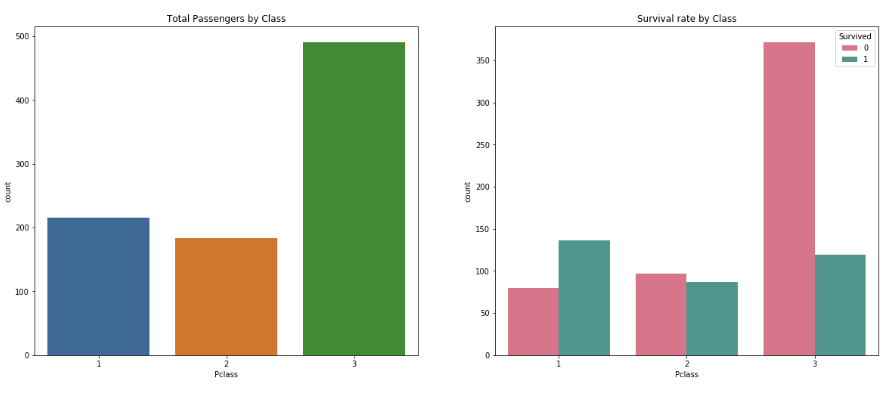 Total Passengers by Class
500
400
300
200
100
0
count
1 2 3
Pclass
Survival rate by Class
Survived
0
1
350
300
250
200
150
100
50
0
count
1 2 3
Pclass